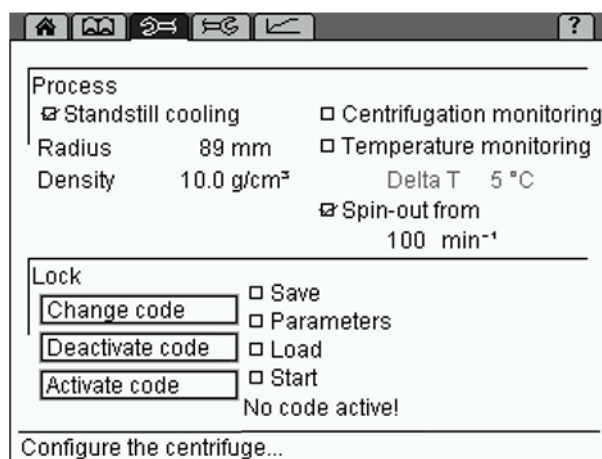 ?
Process
Standstill cooling
Radius 89 mm
Density 10.0 g/cm³
Centrifugation monitoring
Temperature monitoring
Delta T 5 °C
Spin-out from
100 min⁻¹
Lock
Change code
Deactivate code
Activate code
Save
Parameters
Load
Start
No code active!
Configure the centrifuge...